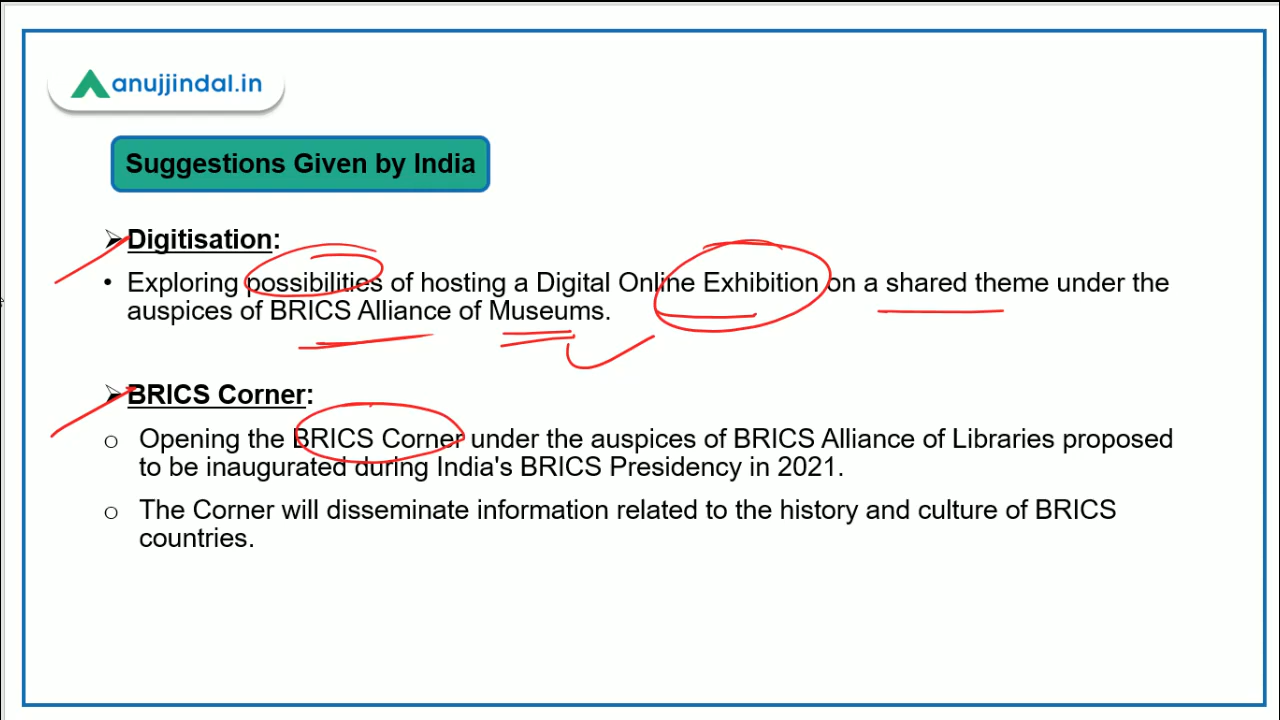 anujjindal.in
Suggestions Given by India
➢ Digitisation:
• Exploring possibilities of hosting a Digital Online Exhibition on a shared theme under the
auspices of BRICS Alliance of Museums.
➢ BRICS Corner:
o Opening the BRICS Corner under the auspices of BRICS Alliance of Libraries proposed
to be inaugurated during India's BRICS Presidency in 2021.
o The Corner will disseminate information related to the history and culture of BRICS
countries.